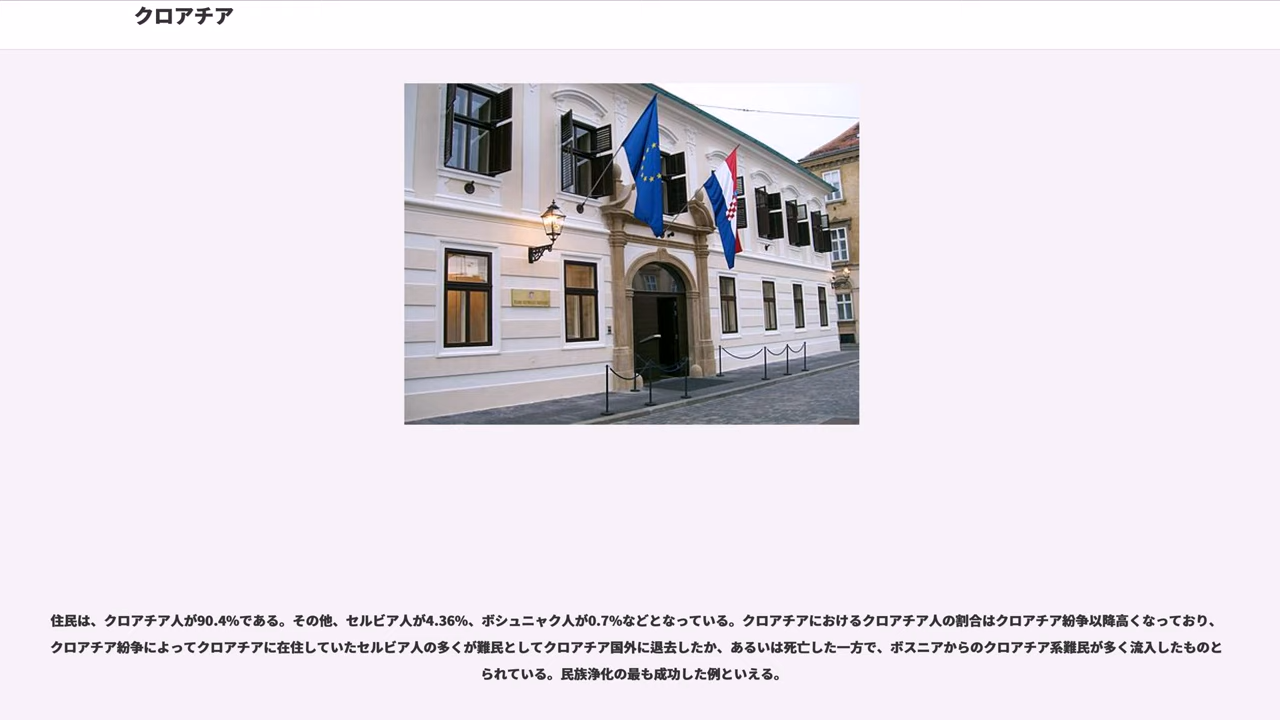 クロアチア
住民は、クロアチア人が90.4%である。その他、セルビア人が4.36%、ボシュニャク人が0.7%などとなっている。クロアチアにおけるクロアチア人の割合はクロアチア紛争以降高くなっており、
クロアチア紛争によってクロアチアに在住していたセルビア人の多くが難民としてクロアチア国外に退去したか、あるいは死亡した一方で、ボスニアからのクロアチア系難民が多く流入したものと
られている。民族浄化の最も成功した例といえる。